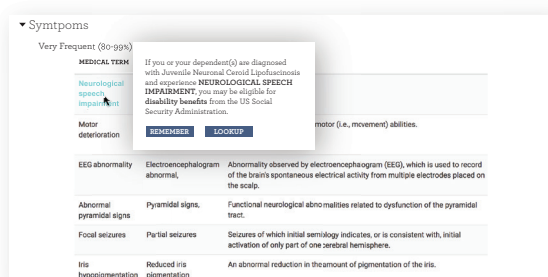 ▾ Symtpoms
Very Frequent (80-99%)
MEDICAL TERM
Neurological
speech
impairment
If you or your dependent(s) are diagnosed
with Juvenile Neuronal Ceroid Lipofuscinosis
and experience NEUROLOGICAL SPEECH
IMPAIRMENT, you may be eligible for
disability benefits from the US Social
Security Administration.
REMEMBER LOOKUP
Motor
deterioration
motor (i.e., movement) abilities.
EEG abnormality Electroencephalogram abnormal, Abnormality observed by electroencephalogram (EEG), which is used to record
of the brain's spontaneous electrical activity from multiple electrodes placed on
the scalp.
Abnormal
pyramidal signs
Pyramidal signs,
Functional neurological abnormalities related to dysfunction of the pyramidal
tract.
Focal seizures Partial seizures Seizures of which initial semiology indicates, or is consistent with, initial
activation of only part of one cerebral hemisphere.
Iris
hypopigmentation
Reduced iris
pigmentation
An abnormal reduction in the amount of pigmentation of the iris.